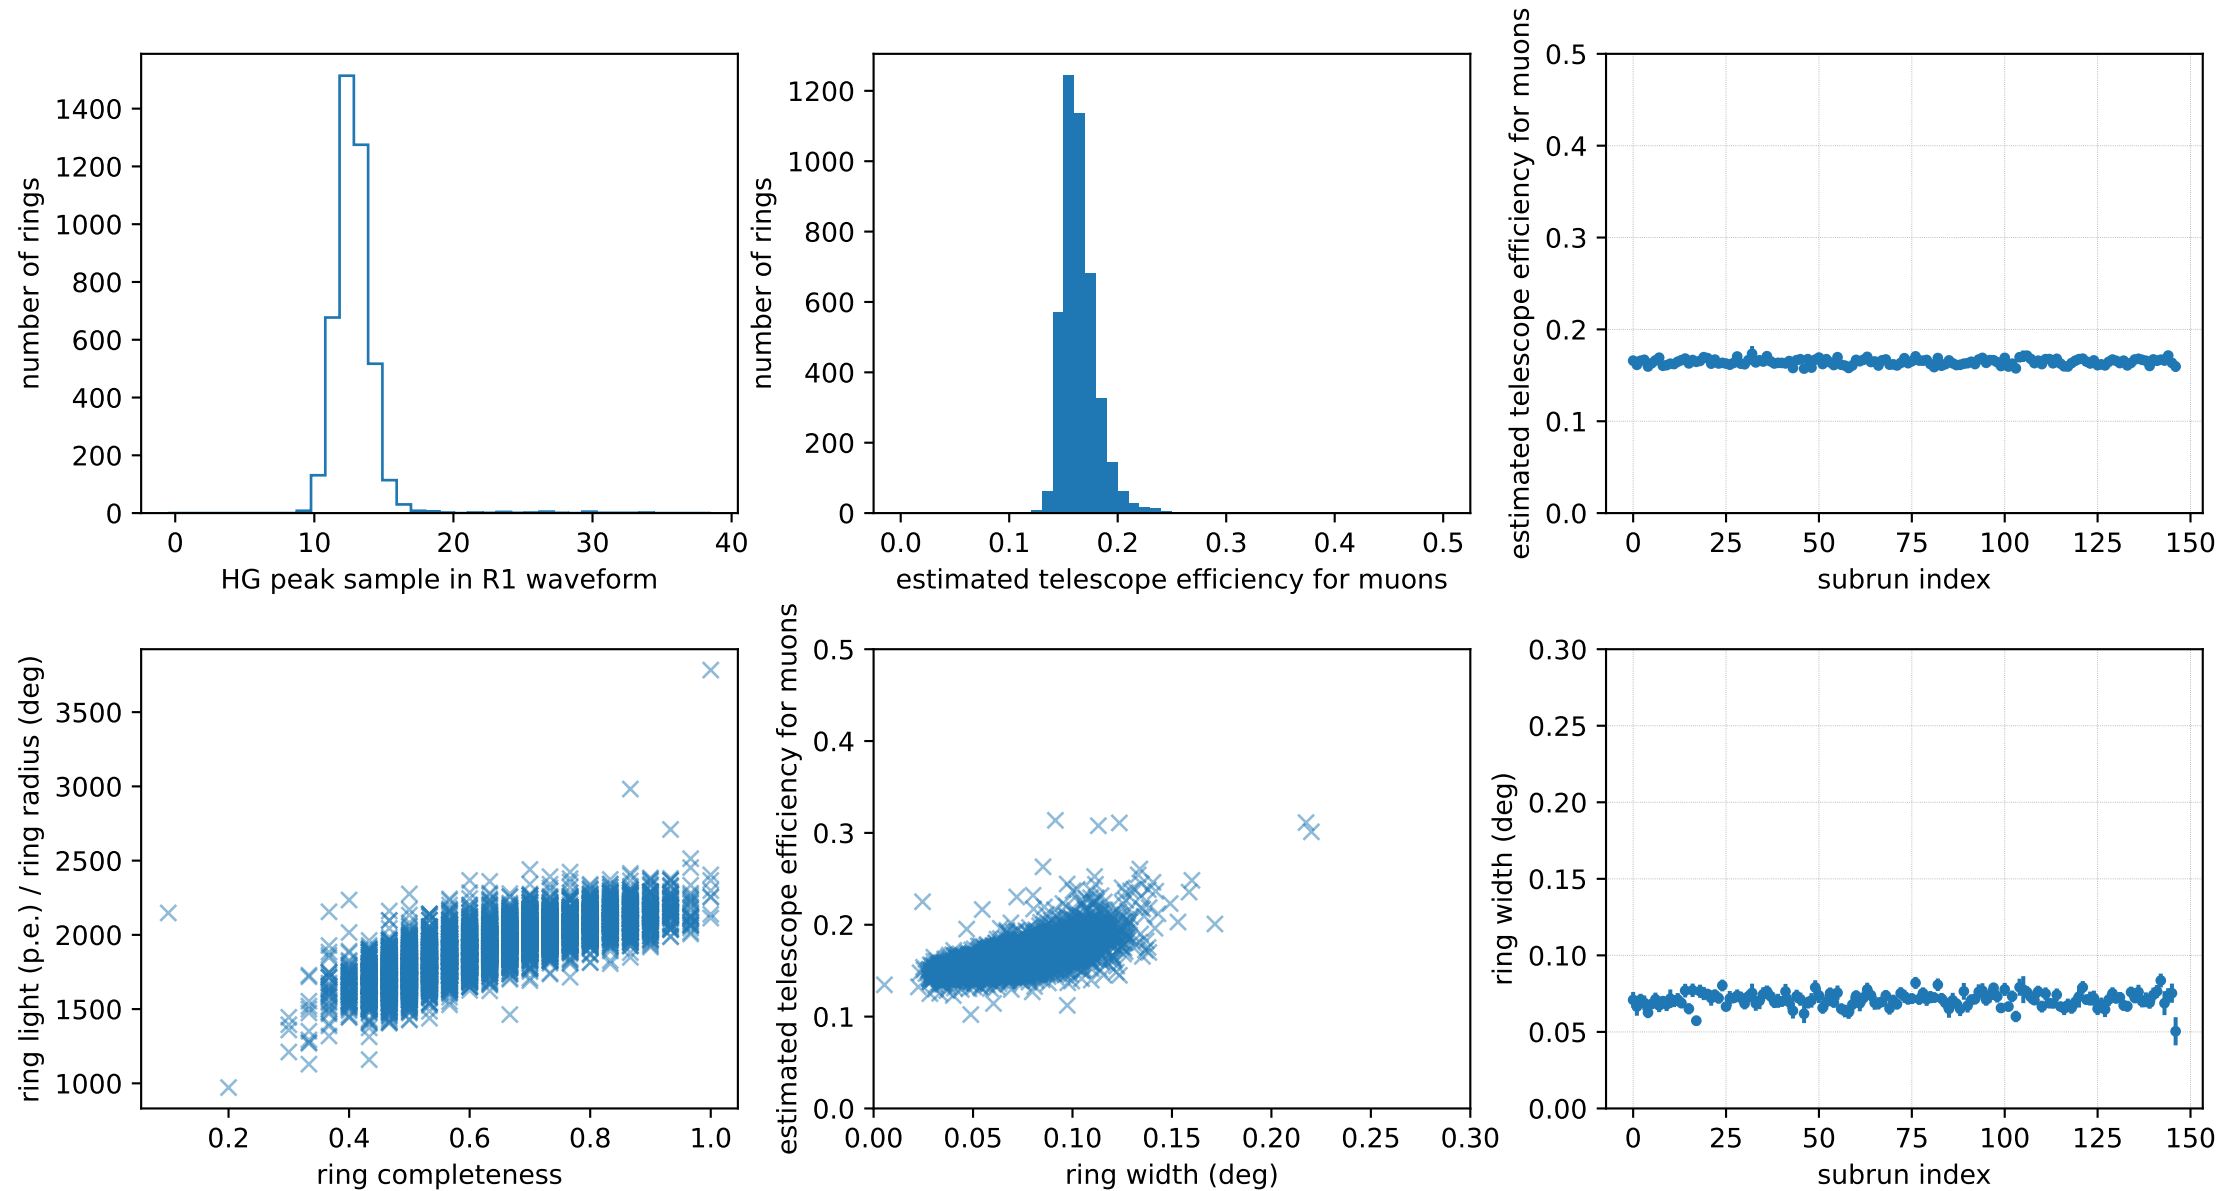 number of rings
1400
1200
1000
800
600
400
200
0
0 10 20 30 40
HG peak sample in R1 waveform
number of rings
1200
1000
800
600
400
200
0
0.0 0.1 0.2 0.3 0.4 0.5
estimated telescope efficiency for muons
estimated telescope efficiency for muons
0.5
0.4
0.3
0.2
0.1
0.0
0 25 50 75 100 125 150
subrun index
ring light (p.e.) / ring radius (deg)
3500
3000
2500
2000
1500
1000
0.2 0.4 0.6 0.8 1.0
ring completeness
estimated telescope efficiency for muons
0.5
0.4
0.3
0.2
0.1
0.0
0.00 0.05 0.10 0.15 0.20 0.25 0.30
ring width (deg)
ring width (deg)
0.30
0.25
0.20
0.15
0.10
0.05
0.00
0 25 50 75 100 125 150
subrun index